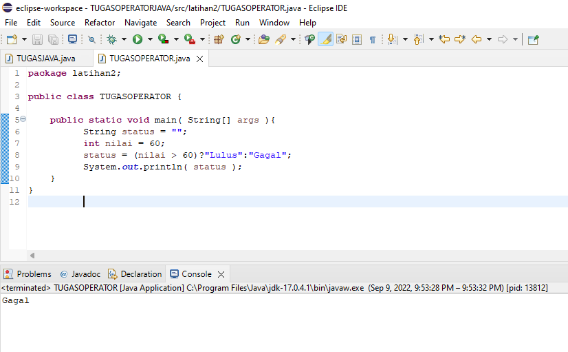 eclipse-workspace - TUGASOPERATORJAVA/src/latihan2/TUGASOPERATOR.java - Eclipse IDE
File Edit Source Refactor Navigate Search Project Run Window Help
TUGASJAVA.java TUGASOPERATOR.java
1 package latihan2;
2
3 public class TUGASOPERATOR {
4
5 public static void main( String[] args ){
6 String status = "";
7 int nilai = 60;
8 status = (nilai > 60)?"Lulus":"Gagal";
9 System.out.println( status );
10 }
11 }
12
Problems Javadoc Declaration Console
<terminated> TUGASOPERATOR [Java Application] C:\Program Files\Java\jdk-17.0.4.1\bin\javaw.exe (Sep 9, 2022, 9:53:28 PM – 9:53:32 PM) [pid: 13812]
Gagal